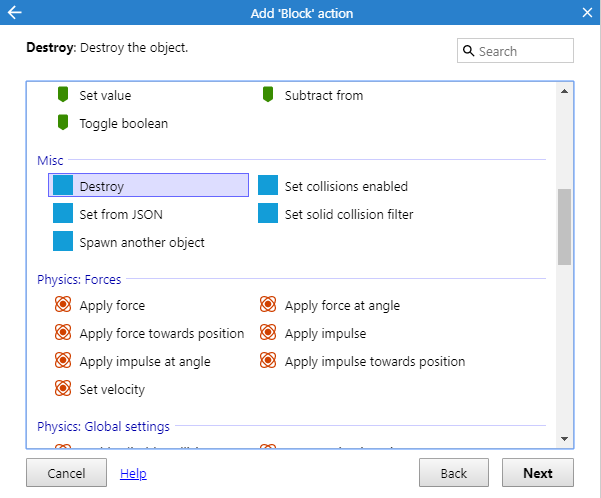 Add 'Block' action
Destroy: Destroy the object.
Search
Set value
Subtract from
Toggle boolean
Misc
Destroy
Set collisions enabled
Set from JSON
Set solid collision filter
Spawn another object
Physics: Forces
Apply force
Apply force at angle
Apply force towards position
Apply impulse
Apply impulse at angle
Apply impulse towards position
Set velocity
Physics: Global settings
Cancel
Help
Back
Next